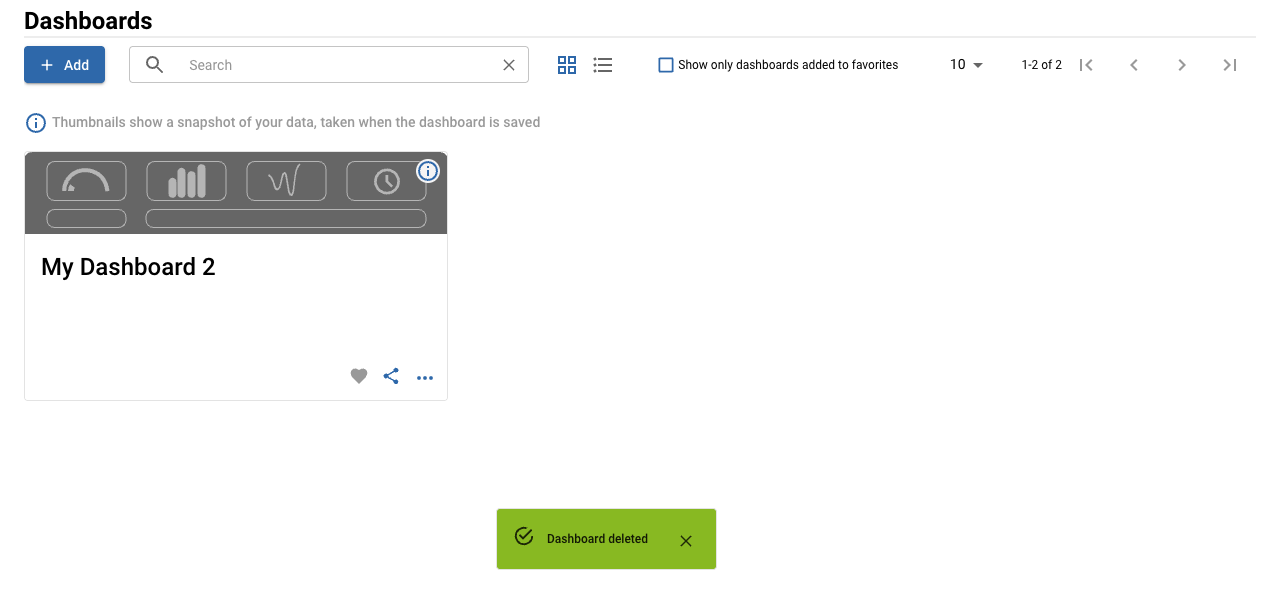 Dashboards
Add
Search
Show only dashboards added to favorites
10
1-2 of 2
Thumbnails show a snapshot of your data, taken when the dashboard is saved
My Dashboard 2
Dashboard deleted